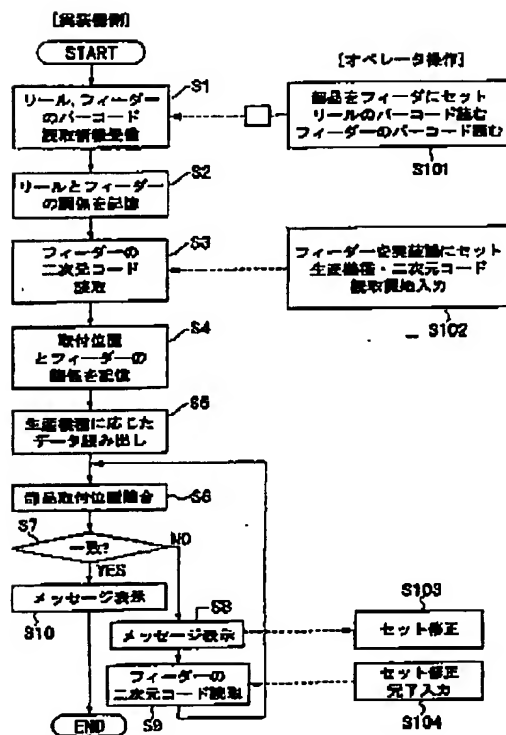 [実装機側]
START
S1
リール、フィーダー
のバーコード
読取情報受信
[オペレータ操作]
部品をフィーダにセット
リールのバーコード読む
フィーダーのバーコード読む
S101
S2
リールとフィーダー
の関係を記憶
S3
フィーダーの
二次元コード
読取
フィーダーを実装機にセット
生産機種・二次元コード
読取開始入力
S102
S4
取付位置
とフィーダーの
関係を記憶
S5
生産機種に応じた
データ読み出し
部品取付位置照合
S6
S7
一致?
NO
YES
メッセージ表示
S10
S8
メッセージ表示
S103
セット修正
フィーダーの
二次元コード読取
S9
セット修正
完了入力
S104
END